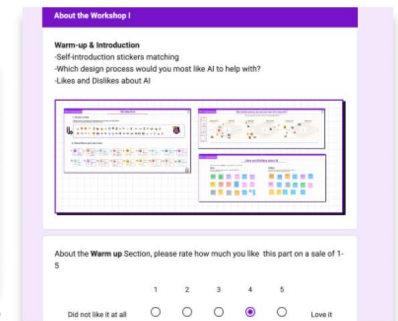 About the Workshop I
Warm-up & Introduction
-Self-introduction stickers matching
-Which design process would you most like AI to help with?
-Likes and Dislikes about AI
About the Warm up Section, please rate how much you like this part on a sale of 1-
5
1 2 3 4 5
Did not like it at all Love it